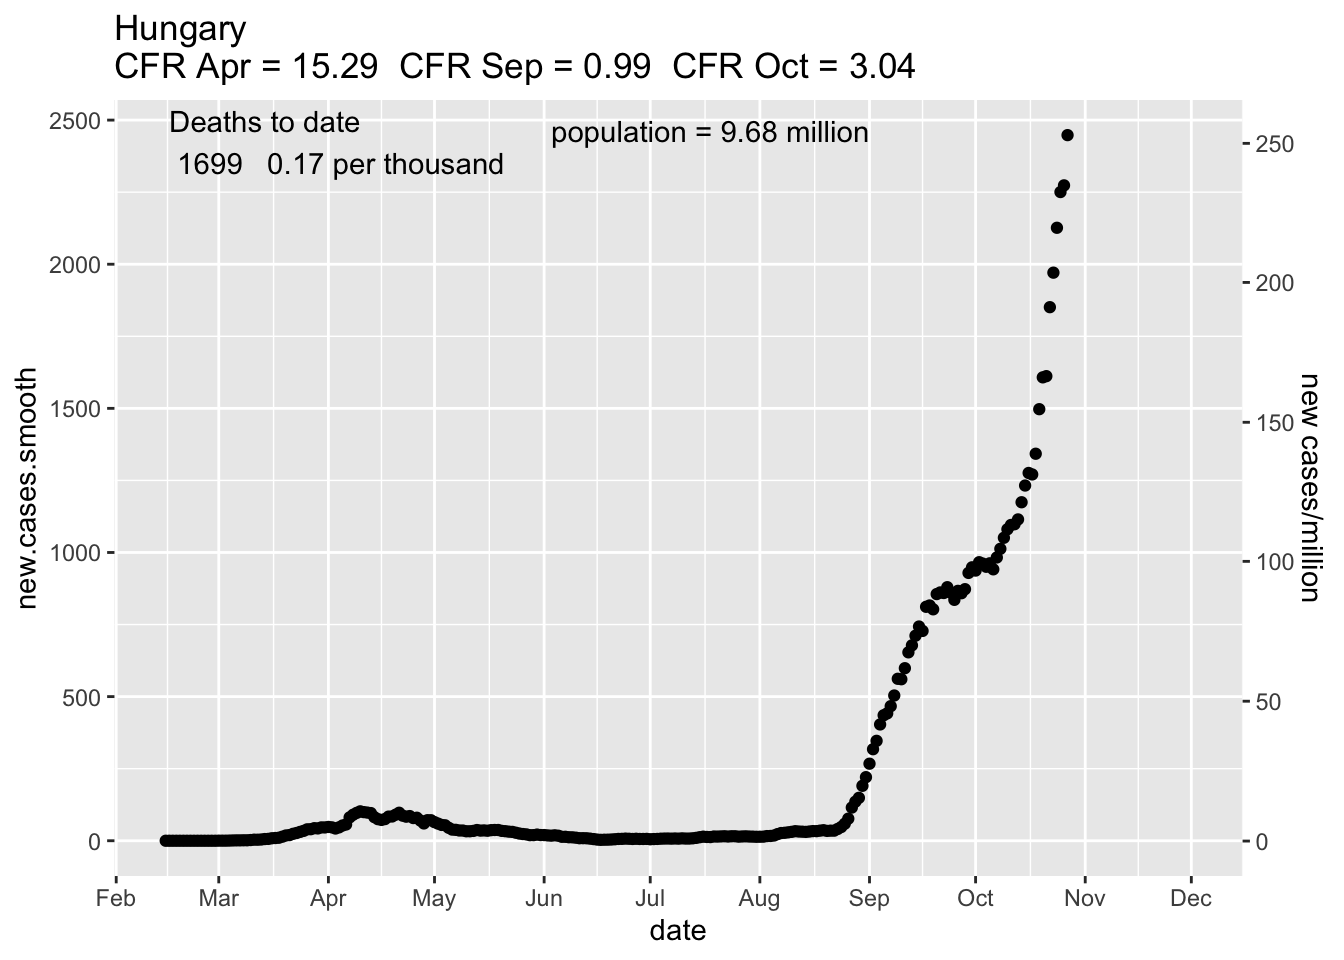 Hungary
CFR Apr = 15.29  CFR Sep = 0.99  CFR Oct = 3.04
Deaths to date
1699   0.17 per thousand
population = 9.68 million
2500
2000
1500
1000
500
0
new.cases.smooth
250
200
150
100
50
0
new cases/million
Feb Mar Apr May Jun Jul Aug Sep Oct Nov Dec
date